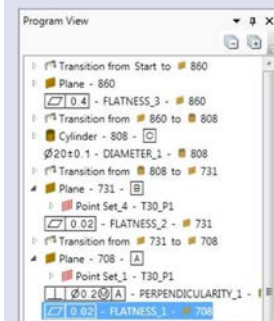 Program View
Transition from Start to 860
Plane - 860
0.4 - FLATNESS_3 - 860
Transition from 860 to 808
Cylinder - 808 - C
Ø20±0.1 - DIAMETER_1 - 808
Transition from 808 to 731
Plane - 731 - B
Point Set_4 - T30_P1
0.02 - FLATNESS_2 - 731
Transition from 731 to 708
Plane - 708 - A
Point Set_1 - T30_P1
⊥ Ø0.2Ⓜ A - PERPENDICULARITY_1 -
0.02 - FLATNESS_1 - 708